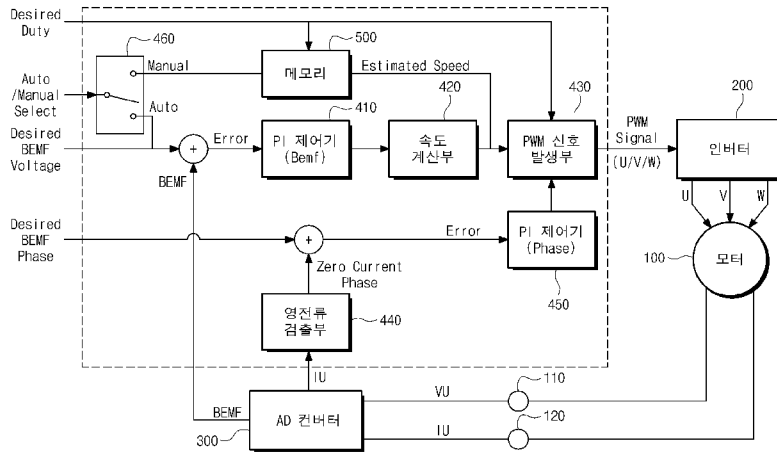 Desired
Duty
460
Manual
500
메모리
Estimated Speed
Auto
/Manual
Select
Auto
410
420
430
200
Desired
BEMF
Voltage
Error
PI 제어기
(Bemf)
속도
계산부
PWM 신호
발생부
PWM
Signal
(U/V/W)
인버터
BEMF
U
V
W
Desired
BEMF
Phase
Error
PI 제어기
(Phase)
450
100
모터
Zero Current
Phase
영전류
검출부
440
IU
BEMF
AD 컨버터
300
VU
110
IU
120